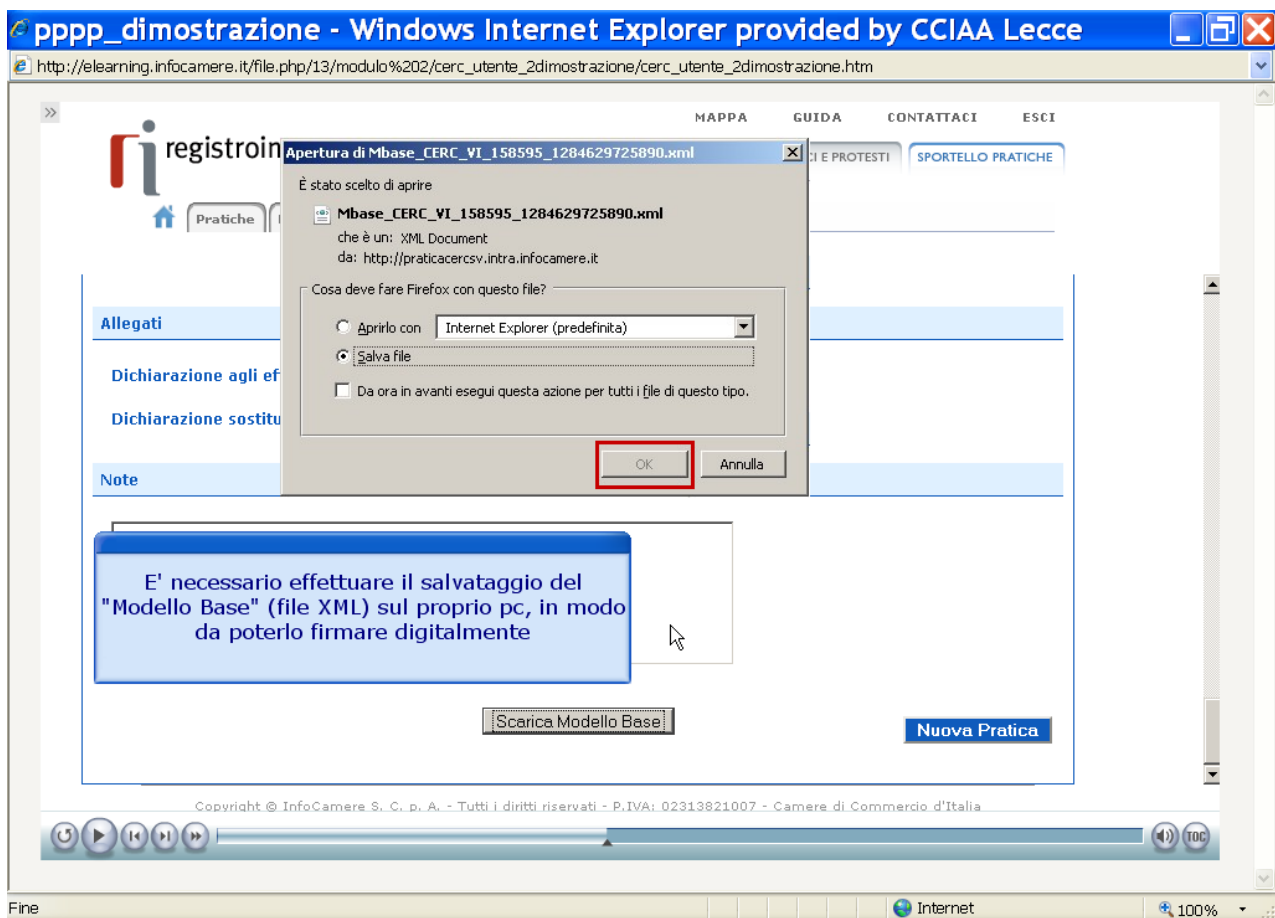 pppp_dimostrazione - Windows Internet Explorer provided by CCIAA Lecce
http://elearning.infocamere.it/file.php/13/modulo%202/cerc_utente_2dimostrazione/cerc_utente_2dimostrazione.htm
MAPPA GUIDA CONTATTACI ESCI
registroin
CI E PROTESTI SPORTELLO PRATICHE
Pratiche
Apertura di Mbase_CERC_VI_158595_1284629725890.xml
È stato scelto di aprire
Mbase_CERC_VI_158595_1284629725890.xml
che è un: XML Document
da: http://praticacercsv.intra.infocamere.it
Cosa deve fare Firefox con questo file?
Aprirlo con Internet Explorer (predefinita)
Salva file
Da ora in avanti esegui questa azione per tutti i file di questo tipo.
OK Annulla
Allegati
Dichiarazione agli ef
Dichiarazione sostitu
Note
E' necessario effettuare il salvataggio del
"Modello Base" (file XML) sul proprio pc, in modo
da poterlo firmare digitalmente
Scarica Modello Base
Nuova Pratica
Copyright © InfoCamere S. C. p. A. - Tutti i diritti riservati - P.IVA: 02313821007 - Camere di Commercio d'Italia
TOC
Fine Internet 100%